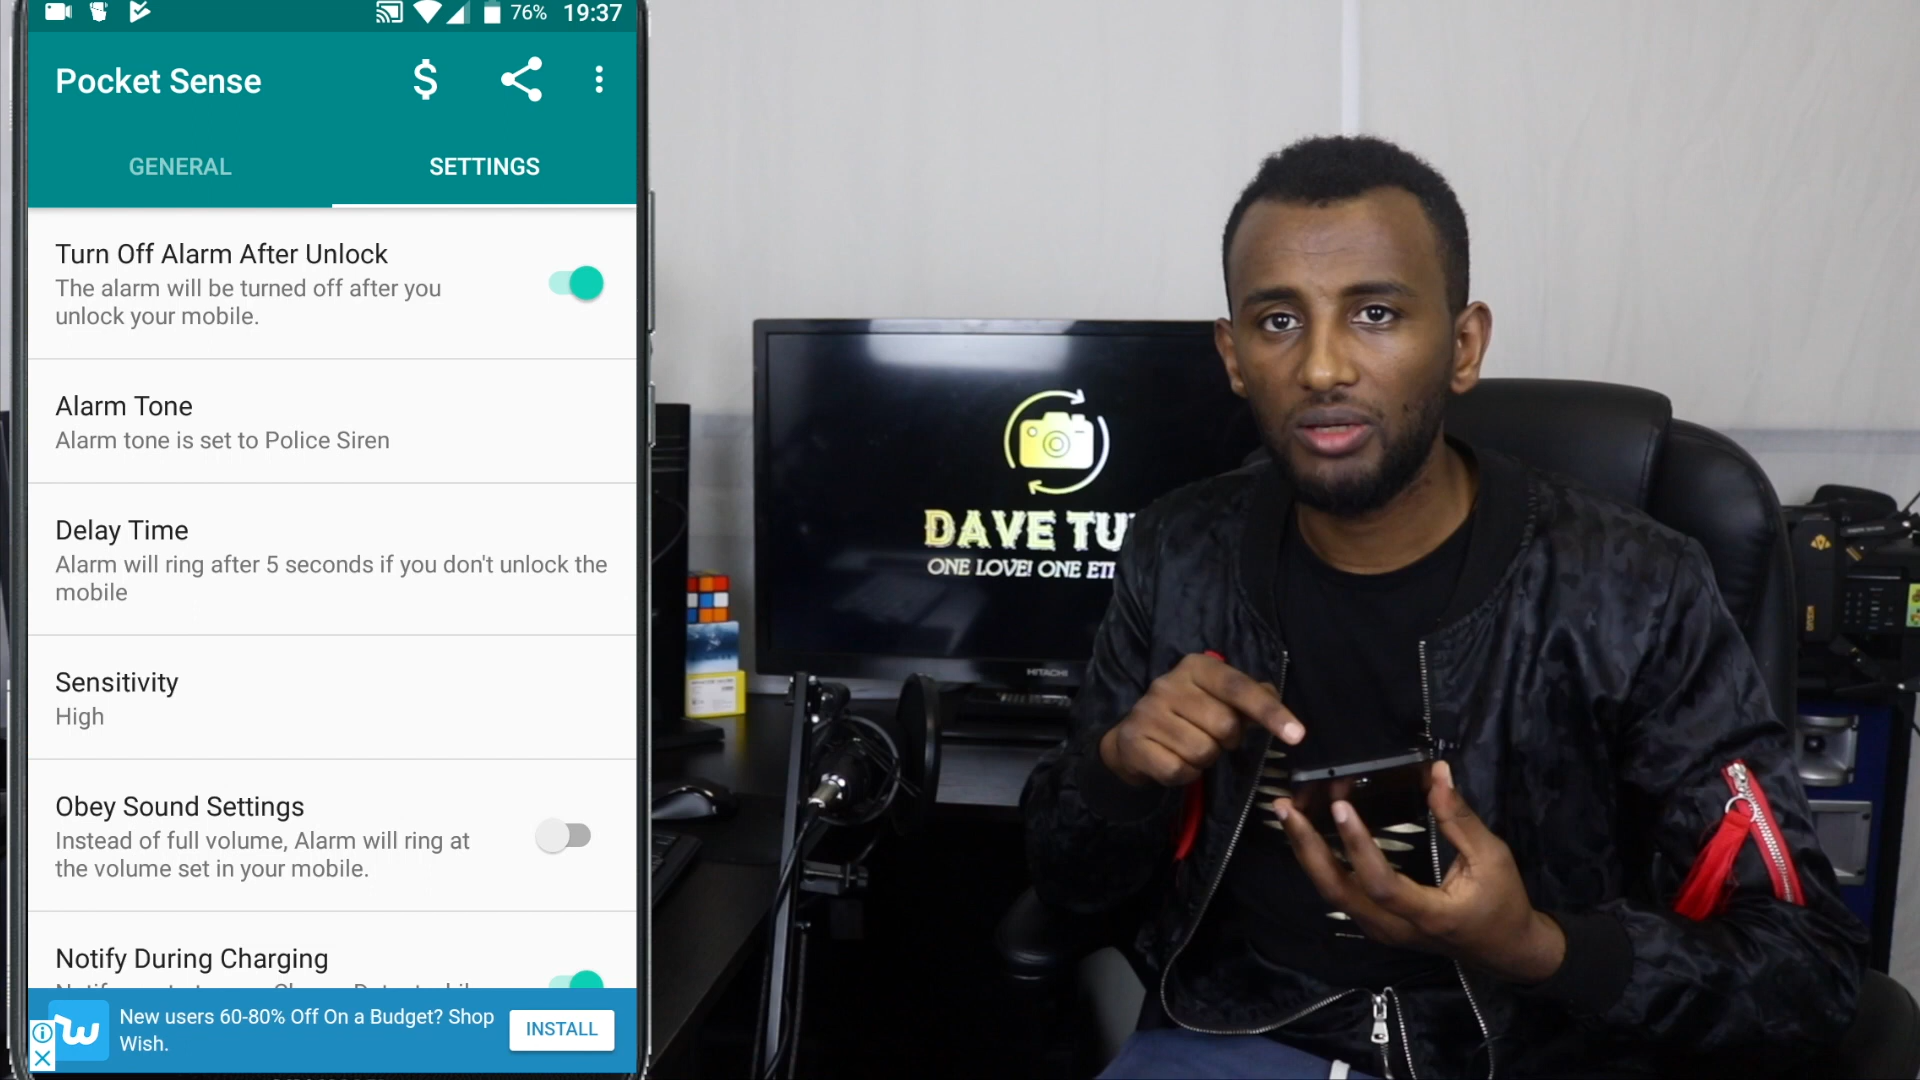 76% 19:37
Pocket Sense
GENERAL SETTINGS
Turn Off Alarm After Unlock
The alarm will be turned off after you
unlock your mobile.
Alarm Tone
Alarm tone is set to Police Siren
Delay Time
Alarm will ring after 5 seconds if you don't unlock the
mobile
Sensitivity
High
Obey Sound Settings
Instead of full volume, Alarm will ring at
the volume set in your mobile.
Notify During Charging
New users 60-80% Off On a Budget? Shop
Wish.
INSTALL
DAVE TU
ONE LOVE! ONE ET
HITACHI